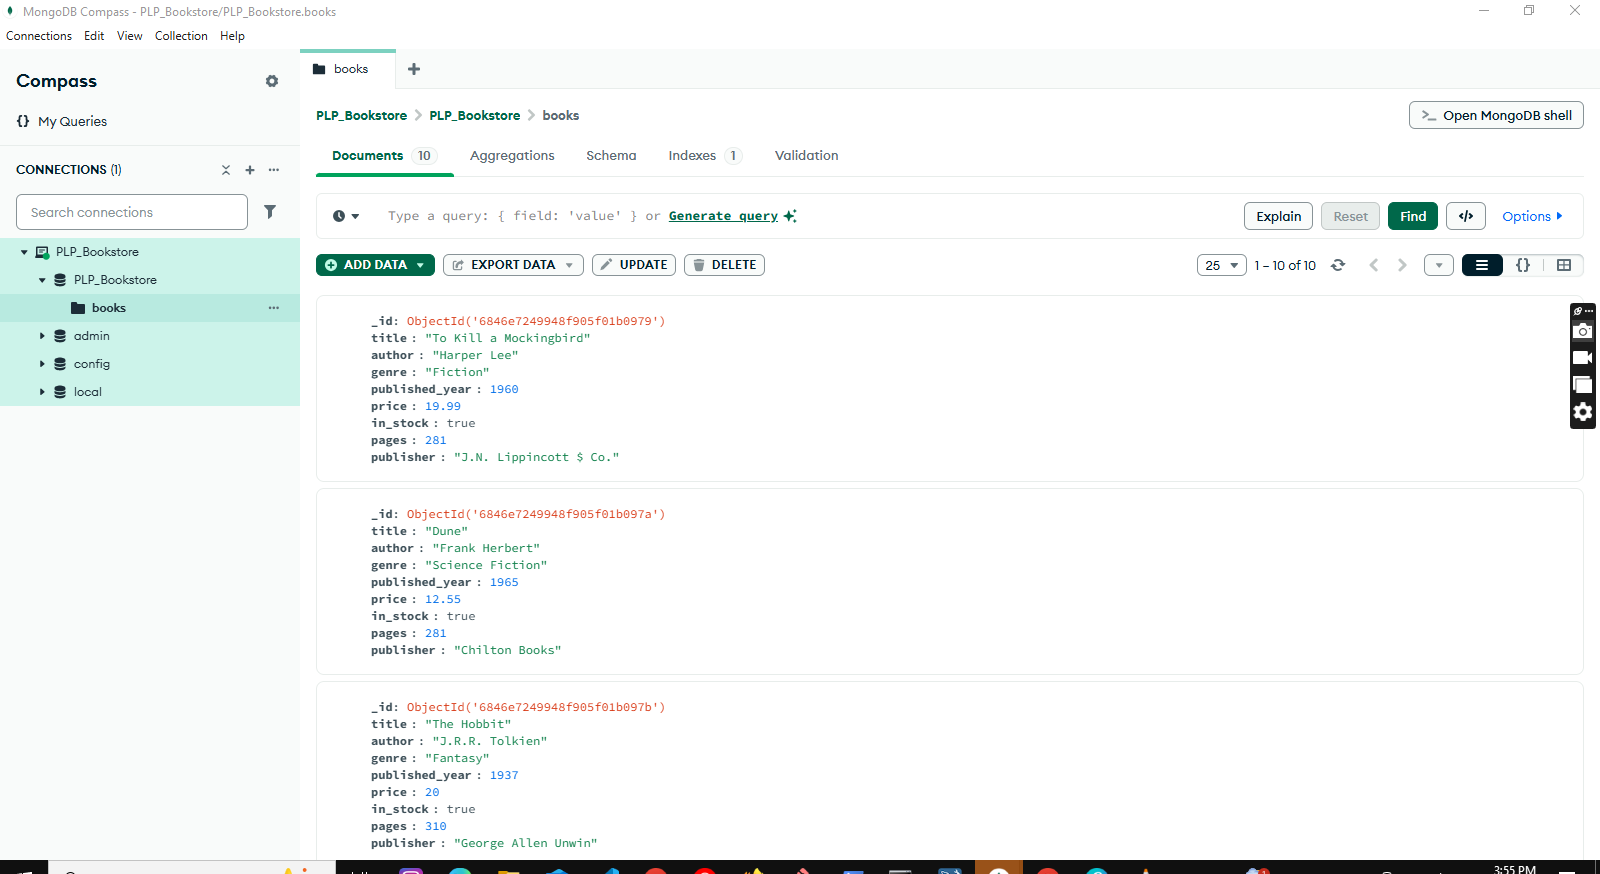 MongoDB Compass - PLP_Bookstore/PLP_Bookstore.books
Connections Edit View Collection Help
Compass
{} My Queries
CONNECTIONS (1)
Search connections
PLP_Bookstore
PLP_Bookstore
books
admin
config
local
books
PLP_Bookstore > PLP_Bookstore > books
>_ Open MongoDB shell
Documents 10 Aggregations Schema Indexes 1 Validation
Type a query: { field: 'value' } or Generate query
Explain Reset Find </> Options
ADD DATA EXPORT DATA UPDATE DELETE
25 1 – 10 of 10 {}
_id: ObjectId('6846e7249948f905f01b0979')
title : "To Kill a Mockingbird"
author : "Harper Lee"
genre : "Fiction"
published_year : 1960
price : 19.99
in_stock : true
pages : 281
publisher : "J.N. Lippincott $ Co."
_id: ObjectId('6846e7249948f905f01b097a')
title : "Dune"
author : "Frank Herbert"
genre : "Science Fiction"
published_year : 1965
price : 12.55
in_stock : true
pages : 281
publisher : "Chilton Books"
_id: ObjectId('6846e7249948f905f01b097b')
title : "The Hobbit"
author : "J.R.R. Tolkien"
genre : "Fantasy"
published_year : 1937
price : 20
in_stock : true
pages : 310
publisher : "George Allen Unwin"
3:55 PM